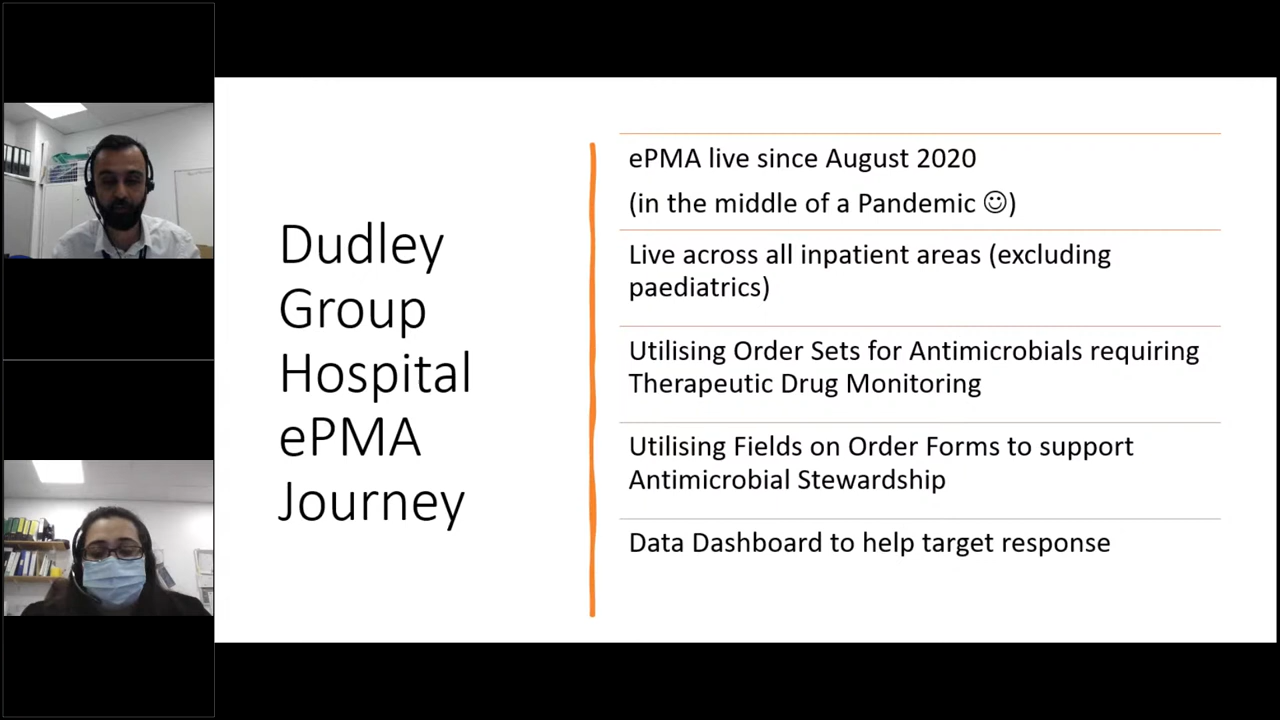 Dudley
Group
Hospital
ePMA
Journey
ePMA live since August 2020
(in the middle of a Pandemic ☺)
Live across all inpatient areas (excluding
paediatrics)
Utilising Order Sets for Antimicrobials requiring
Therapeutic Drug Monitoring
Utilising Fields on Order Forms to support
Antimicrobial Stewardship
Data Dashboard to help target response